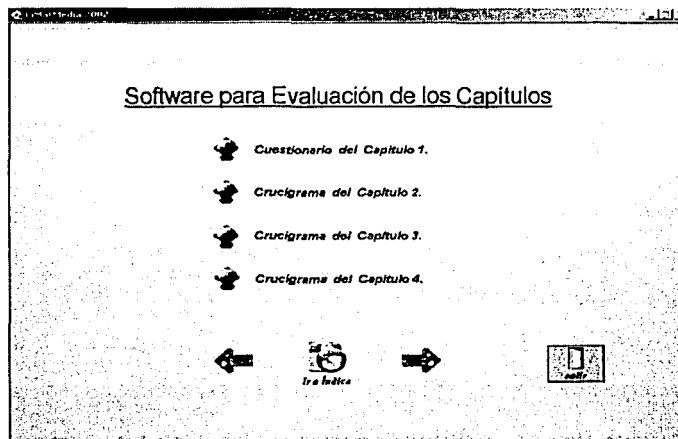 Software para Evaluación de los Capítulos
Cuestionario del Capítulo 1.
Crucigrama del Capítulo 2.
Crucigrama del Capítulo 3.
Crucigrama del Capítulo 4.
Ir a Índice
salir